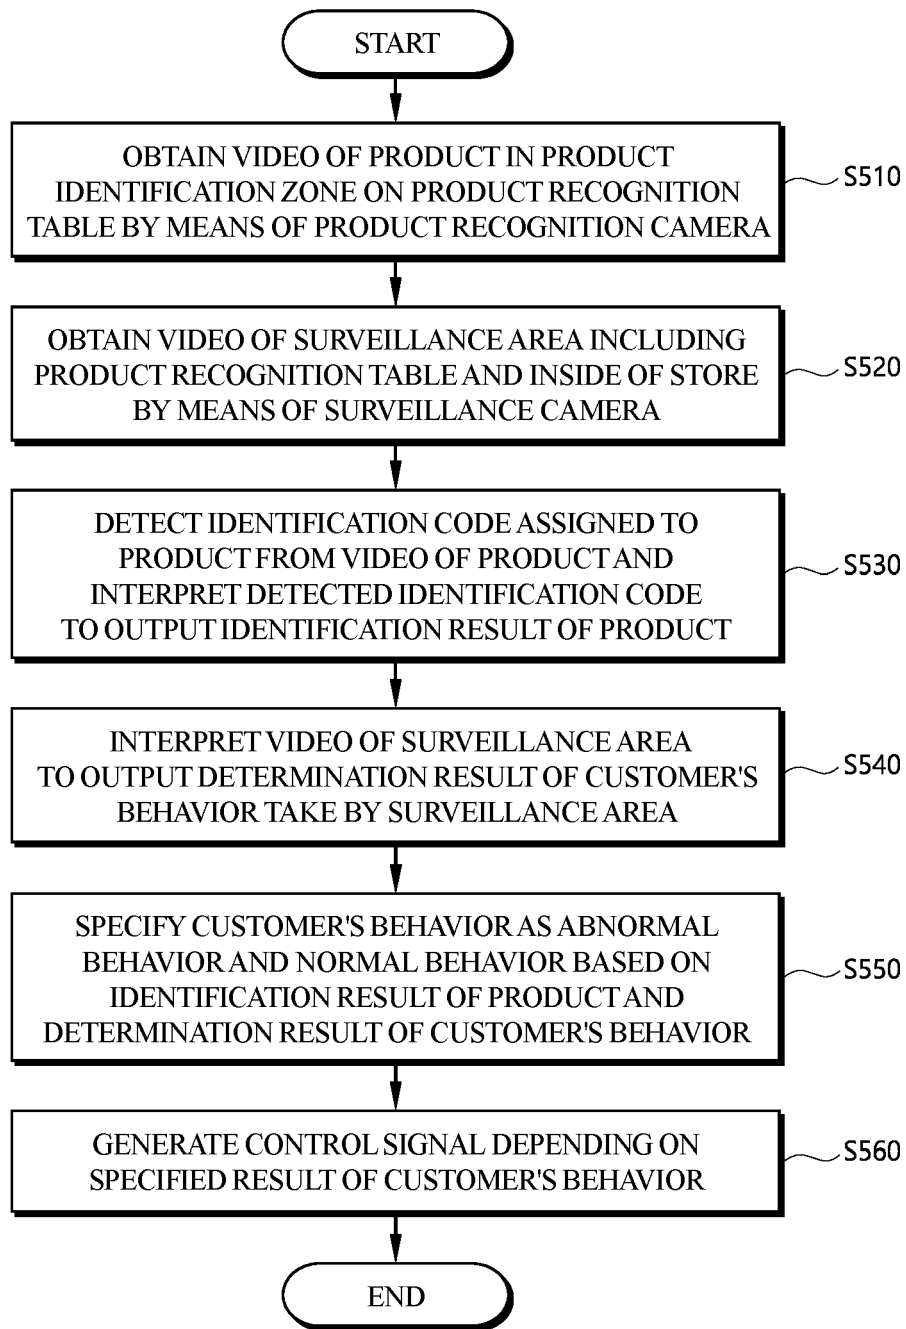 START
OBTAIN VIDEO OF PRODUCT IN PRODUCT
IDENTIFICATION ZONE ON PRODUCT RECOGNITION
TABLE BY MEANS OF PRODUCT RECOGNITION CAMERA
S510
OBTAIN VIDEO OF SURVEILLANCE AREA INCLUDING
PRODUCT RECOGNITION TABLE AND INSIDE OF STORE
BY MEANS OF SURVEILLANCE CAMERA
S520
DETECT IDENTIFICATION CODE ASSIGNED TO
PRODUCT FROM VIDEO OF PRODUCT AND
INTERPRET DETECTED IDENTIFICATION CODE
TO OUTPUT IDENTIFICATION RESULT OF PRODUCT
S530
INTERPRET VIDEO OF SURVEILLANCE AREA
TO OUTPUT DETERMINATION RESULT OF CUSTOMER'S
BEHAVIOR TAKE BY SURVEILLANCE AREA
S540
SPECIFY CUSTOMER'S BEHAVIOR AS ABNORMAL
BEHAVIOR AND NORMAL BEHAVIOR BASED ON
IDENTIFICATION RESULT OF PRODUCT AND
DETERMINATION RESULT OF CUSTOMER'S BEHAVIOR
S550
GENERATE CONTROL SIGNAL DEPENDING ON
SPECIFIED RESULT OF CUSTOMER'S BEHAVIOR
S560
END